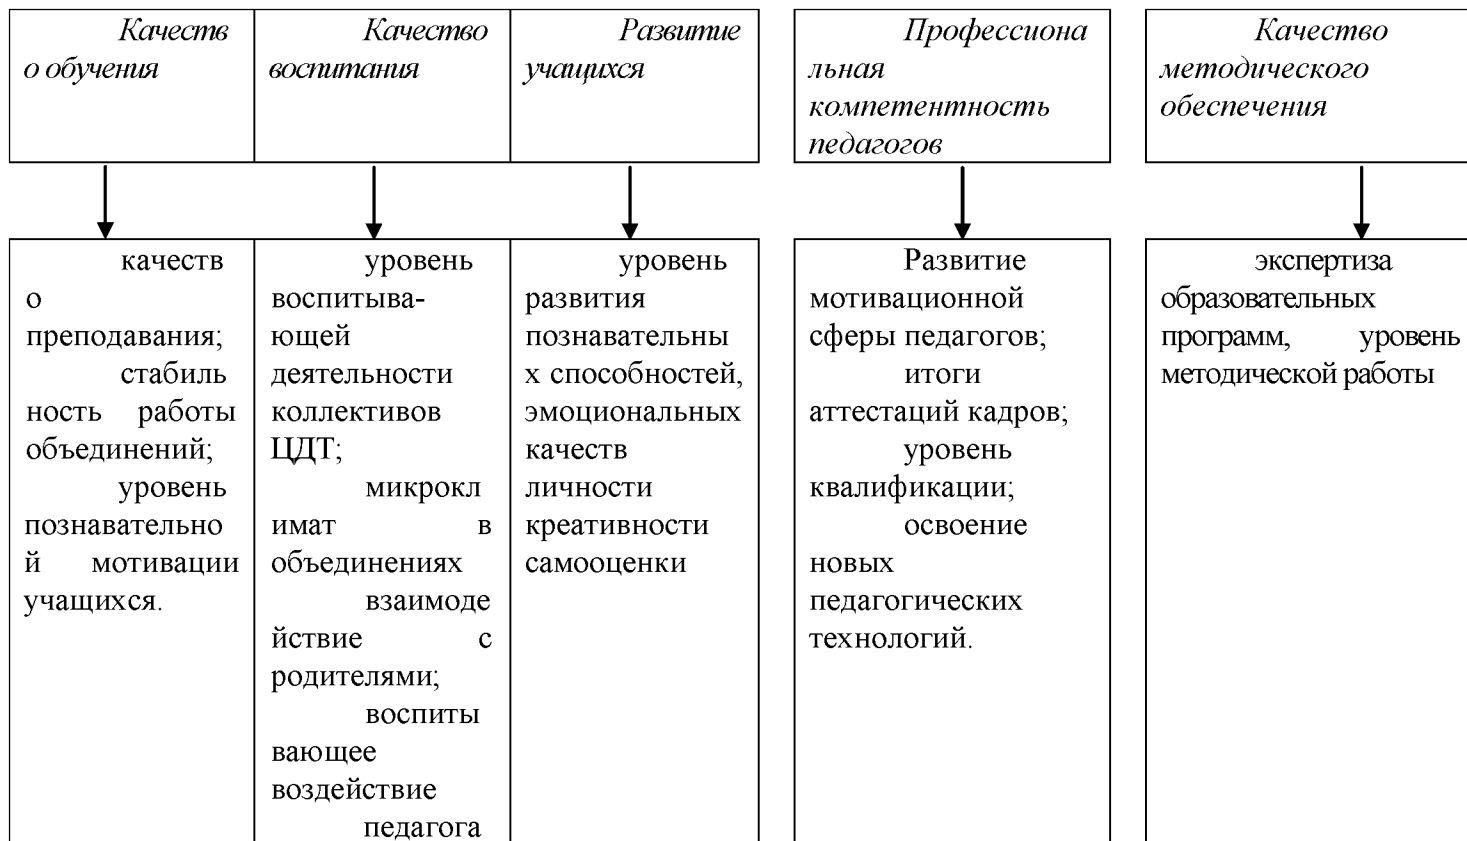 Качеств
о обучения
Качество
воспитания
Развитие
учащихся
Профессиона
льная
компетентность
педагогов
Качество
методического
обеспечения
качеств
о
преподавания;
стабиль
ность работы
объединений;
уровень
познавательно
й мотивации
учащихся.
уровень
воспитыва-
ющей
деятельности
коллективов
ЦДТ;
микрокл
имат в
объединениях
взаимоде
йствие с
родителями;
воспиты
вающее
воздействие
педагога
уровень
развития
познавательны
х способностей,
эмоциональных
качеств
личности
креативности
самооценки
Развитие
мотивационной
сферы педагогов;
итоги
аттестаций кадров;
уровень
квалификации;
освоение
новых
педагогических
технологий.
экспертиза
образовательных
программ, уровень
методической работы